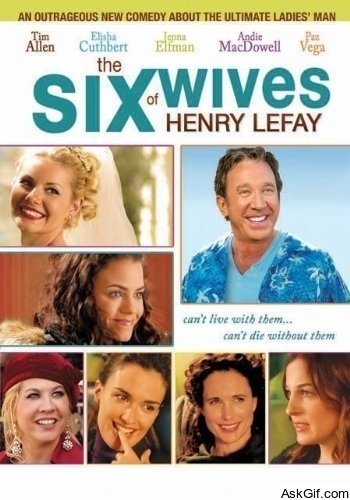 AN OUTRAGEOUS NEW COMEDY ABOUT THE ULTIMATE LADIES' MAN
Tim Allen
Elisha Cuthbert
Jenna Elfman
Andie MacDowell
Paz Vega
the
SIX of WIVES
HENRY LEFAY
can't live with them...
can't die without them
AskGif.com